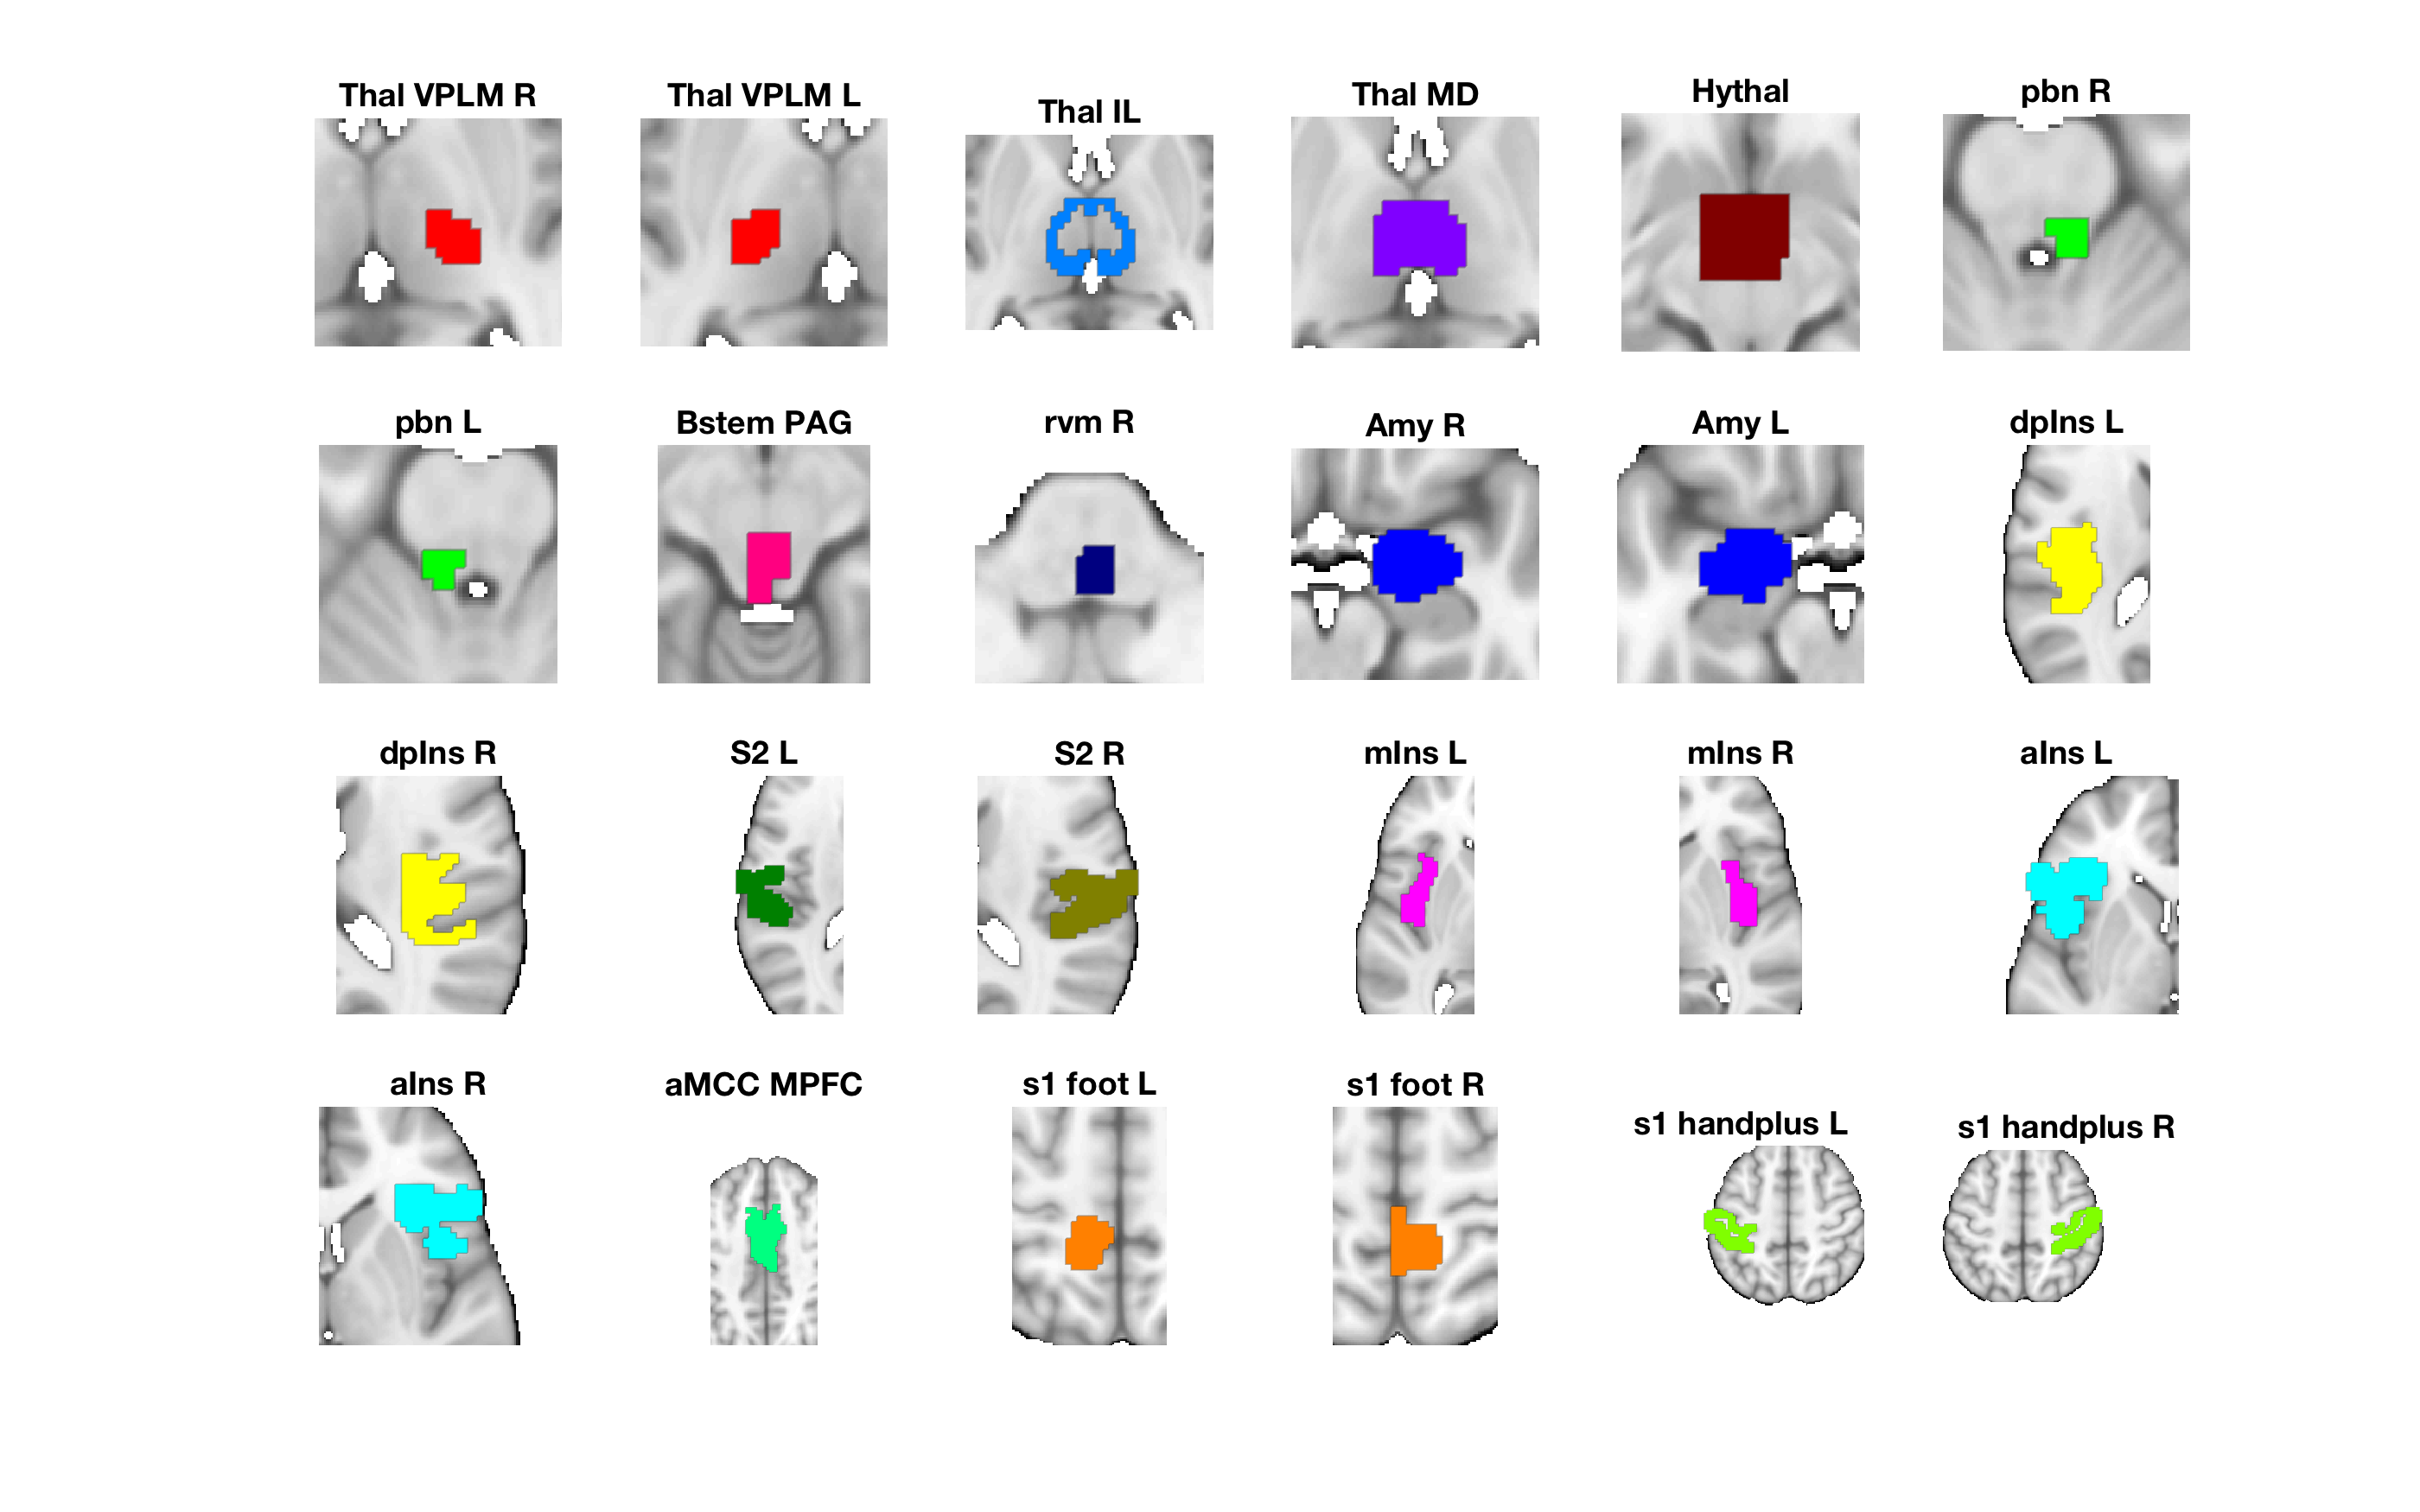 Thal VPLM R
Thal VPLM L
Thal IL
Thal MD
Hythal
pbn R
pbn L
Bstem PAG
rvm R
Amy R
Amy L
dpIns L
dpIns R
S2 L
S2 R
mIns L
mIns R
aIns L
aIns R
aMCC MPFC
s1 foot L
s1 foot R
s1 handplus L
s1 handplus R